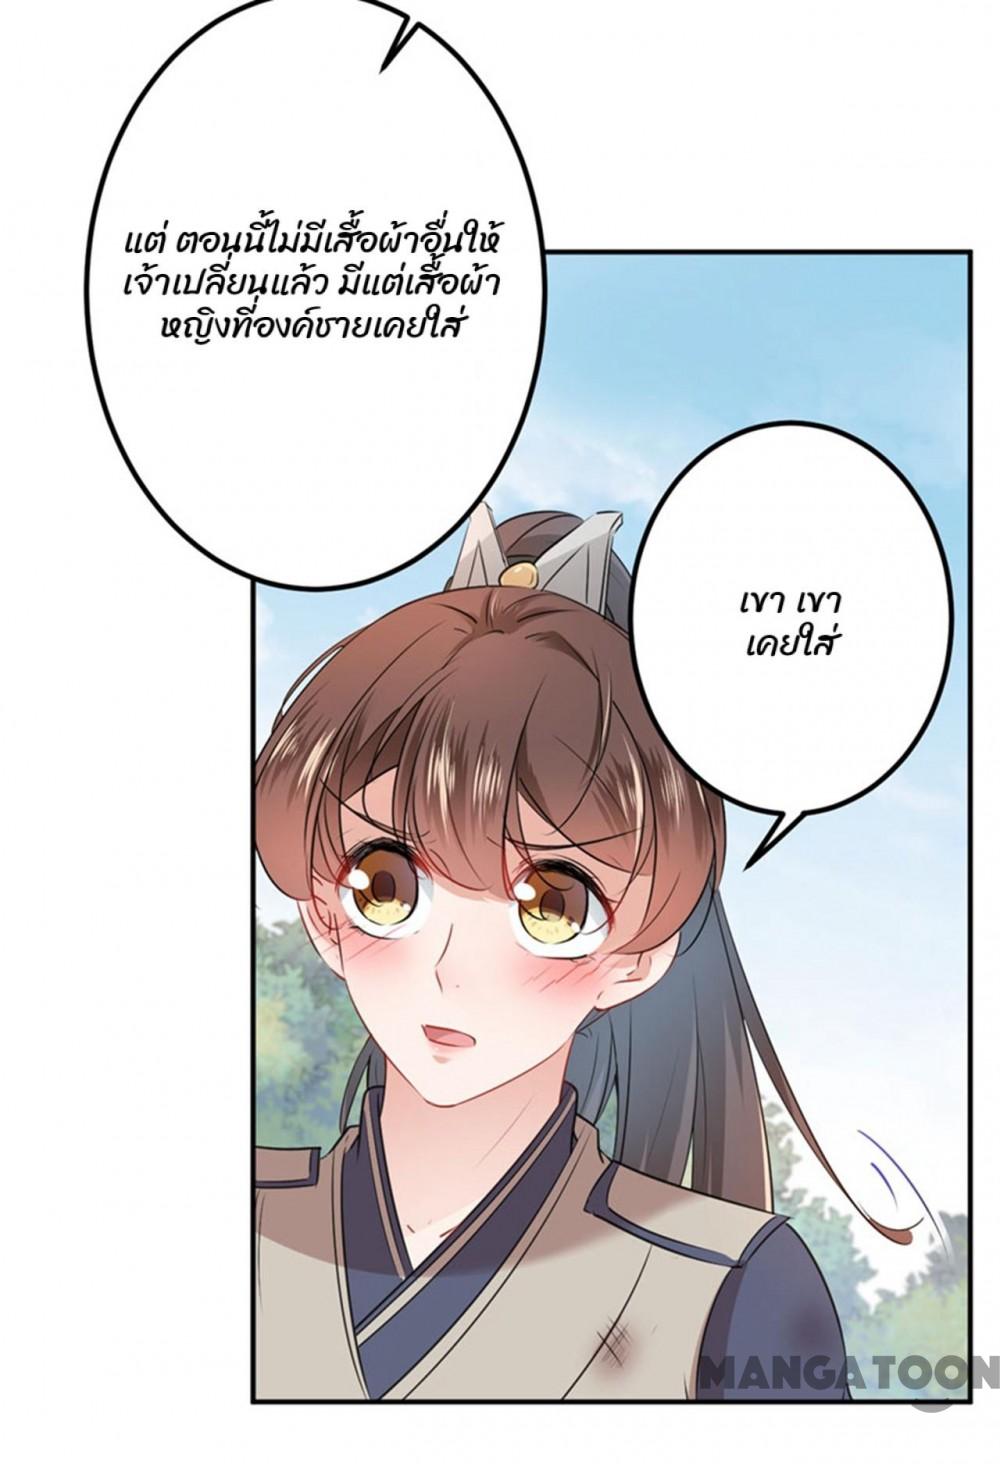 แต่ ตอนนี้ไม่มีเสื้อผ้าอื่นให้
เจ้าเปลี่ยนแล้ว มีแต่เสื้อผ้า
หญิงที่องค์ชายเคยใส่
เขา เขา
เคยใส่
MANGATOON